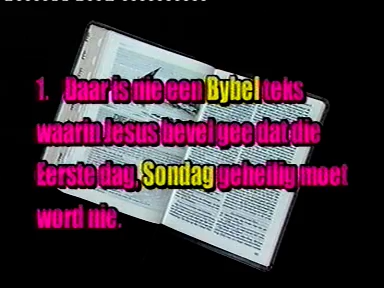 1. Daar is nie een Bybel teks
waarin Jesus bevel gee dat die
Eerste dag, Sondag geheilig moet
word nie.